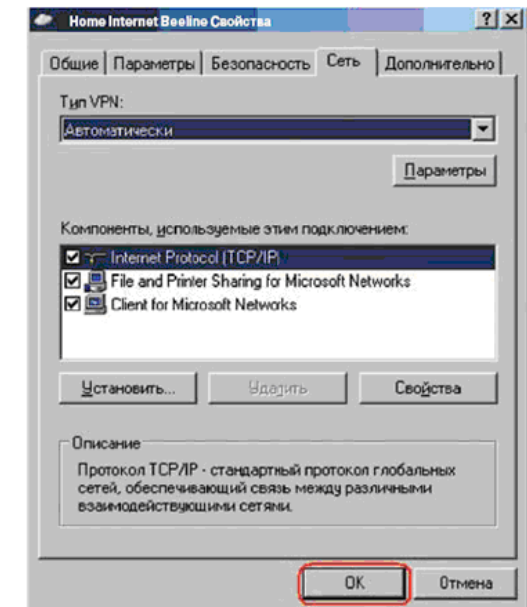 Home Internet Beeline Свойства
Общие Параметры Безопасность Сеть Дополнительно
Тип VPN:
Автоматически
Параметры
Компоненты, используемые этим подключением:
Internet Protocol (TCP/IP)
File and Printer Sharing for Microsoft Networks
Client for Microsoft Networks
Установить... Удалить Свойства
Описание
Протокол TCP/IP - стандартный протокол глобальных
сетей, обеспечивающий связь между различными
взаимодействующими сетями.
OK Отмена